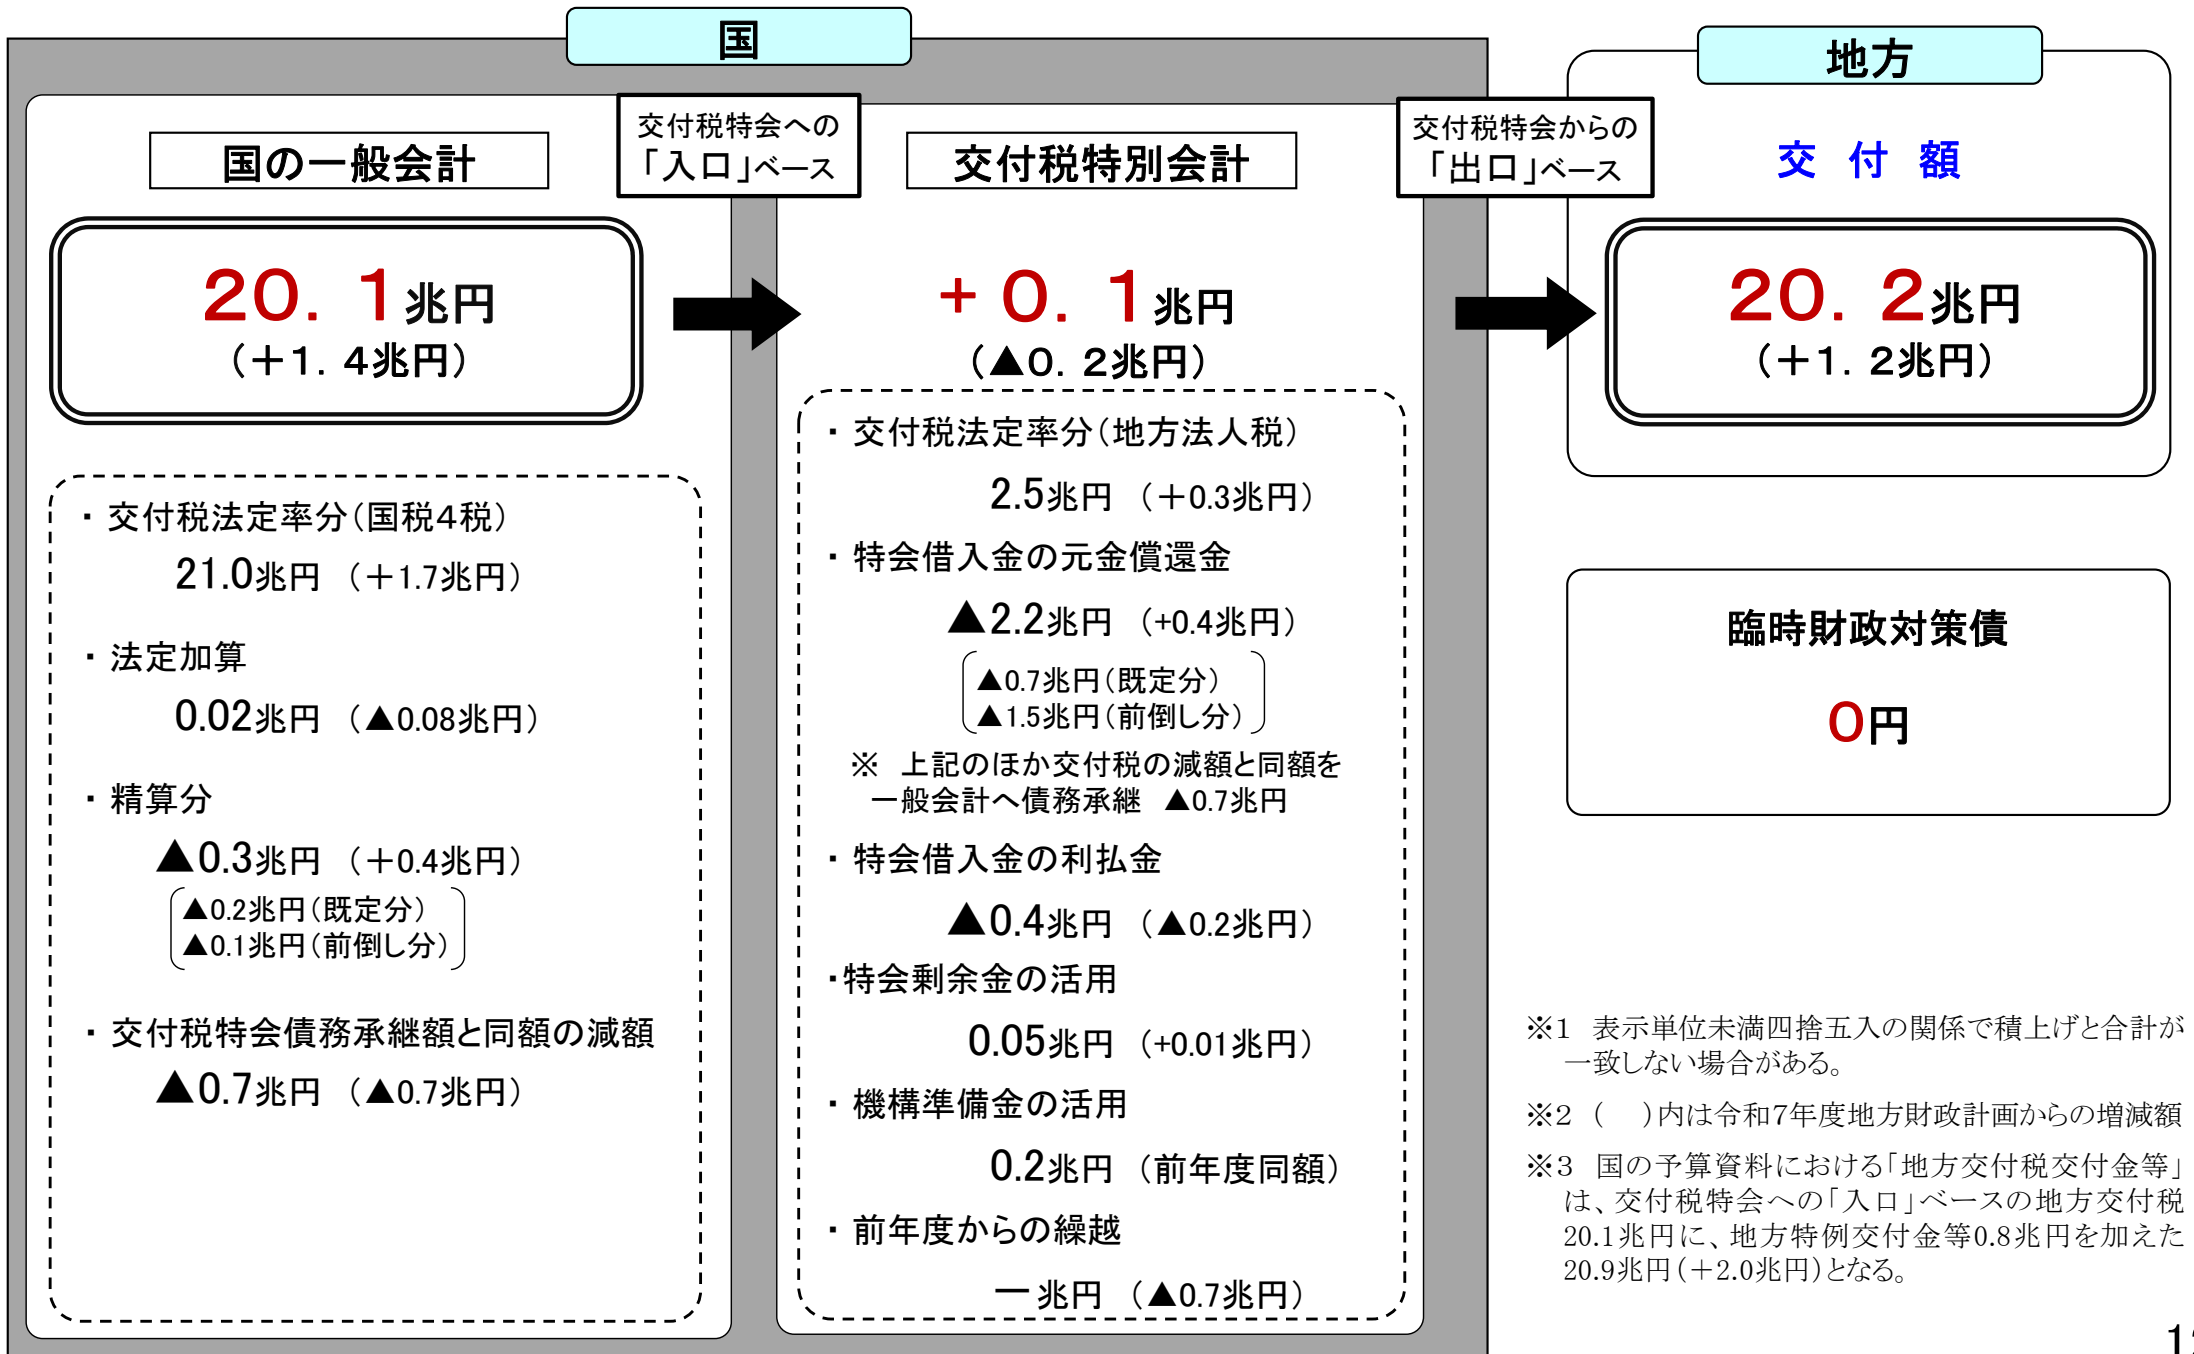 国
国の一般会計
交付税特会への
「入口」ベース
20．1兆円
（＋1．4兆円）
・ 交付税法定率分（国税4税）
21.0兆円 （＋1.7兆円）
・ 法定加算
0.02兆円 （▲0.08兆円）
・ 精算分
▲0.3兆円 （＋0.4兆円）
▲0.2兆円（既定分）
▲0.1兆円（前倒し分）
・ 交付税特会債務承継額と同額の減額
▲0.7兆円 （▲0.7兆円）
交付税特別会計
交付税特会からの
「出口」ベース
+0．1兆円
（▲0．2兆円）
・ 交付税法定率分（地方法人税）
2.5兆円 （＋0.3兆円）
・ 特会借入金の元金償還金
▲2.2兆円 （+0.4兆円）
▲0.7兆円（既定分）
▲1.5兆円（前倒し分）
※ 上記のほか交付税の減額と同額を
一般会計へ債務承継 ▲0.7兆円
・ 特会借入金の利払金
▲0.4兆円 （▲0.2兆円）
・特会剰余金の活用
0.05兆円 （+0.01兆円）
・ 機構準備金の活用
0.2兆円 （前年度同額）
・ 前年度からの繰越
ー兆円 （▲0.7兆円）
地方
交 付 額
20．2兆円
（＋1．2兆円）
臨時財政対策債
0円
※1 表示単位未満四捨五入の関係で積上げと合計が
一致しない場合がある。
※2 （ ）内は令和7年度地方財政計画からの増減額
※3 国の予算資料における「地方交付税交付金等」
は、交付税特会への「入口」ベースの地方交付税
20.1兆円に、地方特例交付金等0.8兆円を加えた
20.9兆円（＋2.0兆円）となる。